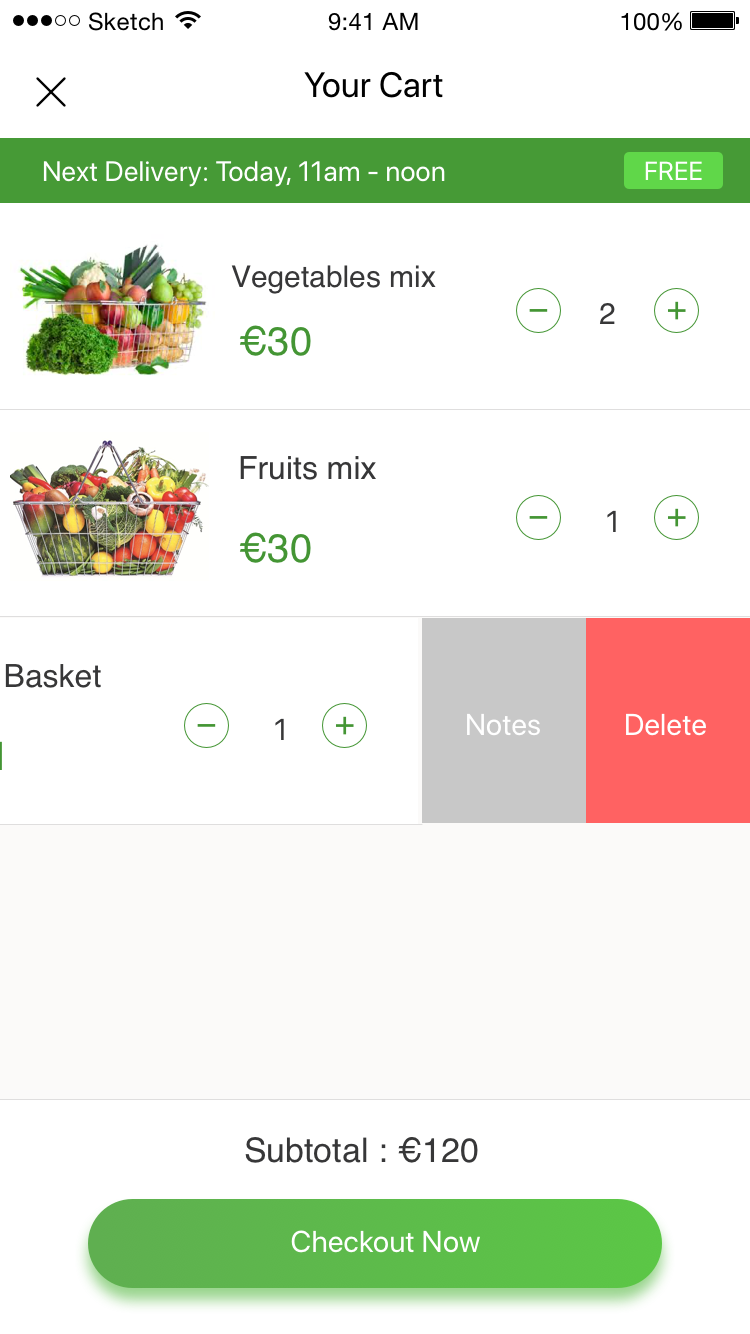 Sketch
9:41 AM
100%
Your Cart
Next Delivery: Today, 11am - noon
FREE
Vegetables mix
€30
2
Fruits mix
€30
1
Basket
1
Notes
Delete
Subtotal : €120
Checkout Now